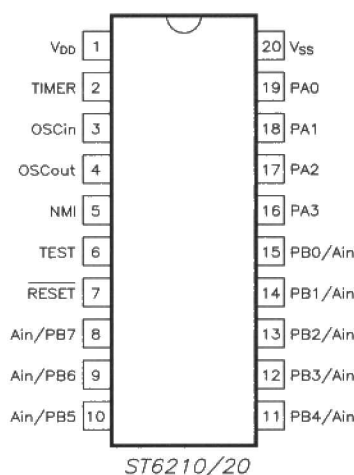 VDD 1 20 VSS
TIMER 2 19 PA0
OSCin 3 18 PA1
OSCout 4 17 PA2
NMI 5 16 PA3
TEST 6 15 PB0/Ain
RESET 7 14 PB1/Ain
Ain/PB7 8 13 PB2/Ain
Ain/PB6 9 12 PB3/Ain
Ain/PB5 10 11 PB4/Ain
ST6210/20